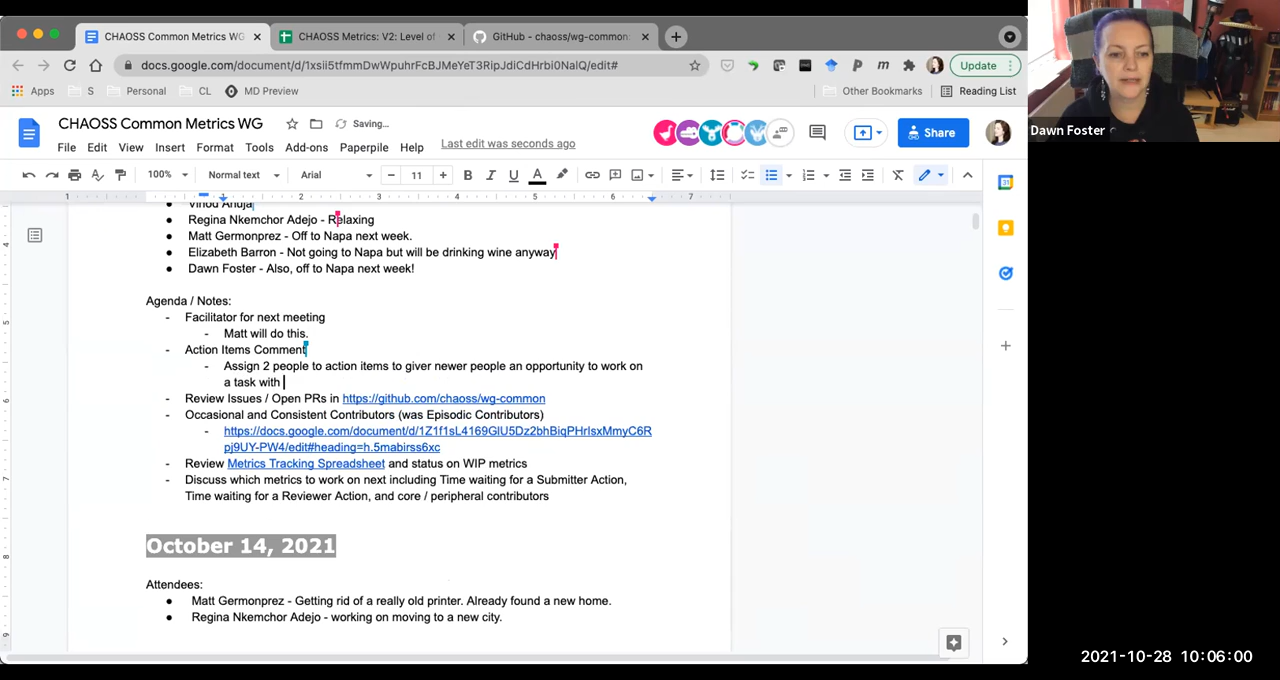 CHAOSS Common Metrics WG
CHAOSS Metrics: V2: Level of
GitHub - chaoss/wg-common
docs.google.com/document/d/1xsii5tfmmDwWpuhrFcBJMeYeT3RipJdiCdHrbi0NalQ/edit#
Update
Apps
S
Personal
CL
MD Preview
Other Bookmarks
Reading List
CHAOSS Common Metrics WG
Saving...
File Edit View Insert Format Tools Add-ons Paperpile Help
Last edit was seconds ago
Share
100%
Normal text
Arial
11
B I U A
1 1 2 3 4 5 6 7
Vinod Ahuja
Regina Nkemchor Adejo - Relaxing
Matt Germonprez - Off to Napa next week.
Elizabeth Barron - Not going to Napa but will be drinking wine anyway
Dawn Foster - Also, off to Napa next week!
Agenda / Notes:
- Facilitator for next meeting
- Matt will do this.
- Action Items Comment
- Assign 2 people to action items to giver newer people an opportunity to work on
a task with
- Review Issues / Open PRs in https://github.com/chaoss/wg-common
- Occasional and Consistent Contributors (was Episodic Contributors)
- https://docs.google.com/document/d/1Z1f1sL4169GlU5Dz2bhBiqPHrIsxMmyC6R
pj9UY-PW4/edit#heading=h.5mabirss6xc
- Review Metrics Tracking Spreadsheet and status on WIP metrics
- Discuss which metrics to work on next including Time waiting for a Submitter Action,
Time waiting for a Reviewer Action, and core / peripheral contributors
October 14, 2021
Attendees:
Matt Germonprez - Getting rid of a really old printer. Already found a new home.
Regina Nkemchor Adejo - working on moving to a new city.
Dawn Foster
2021-10-28 10:06:00